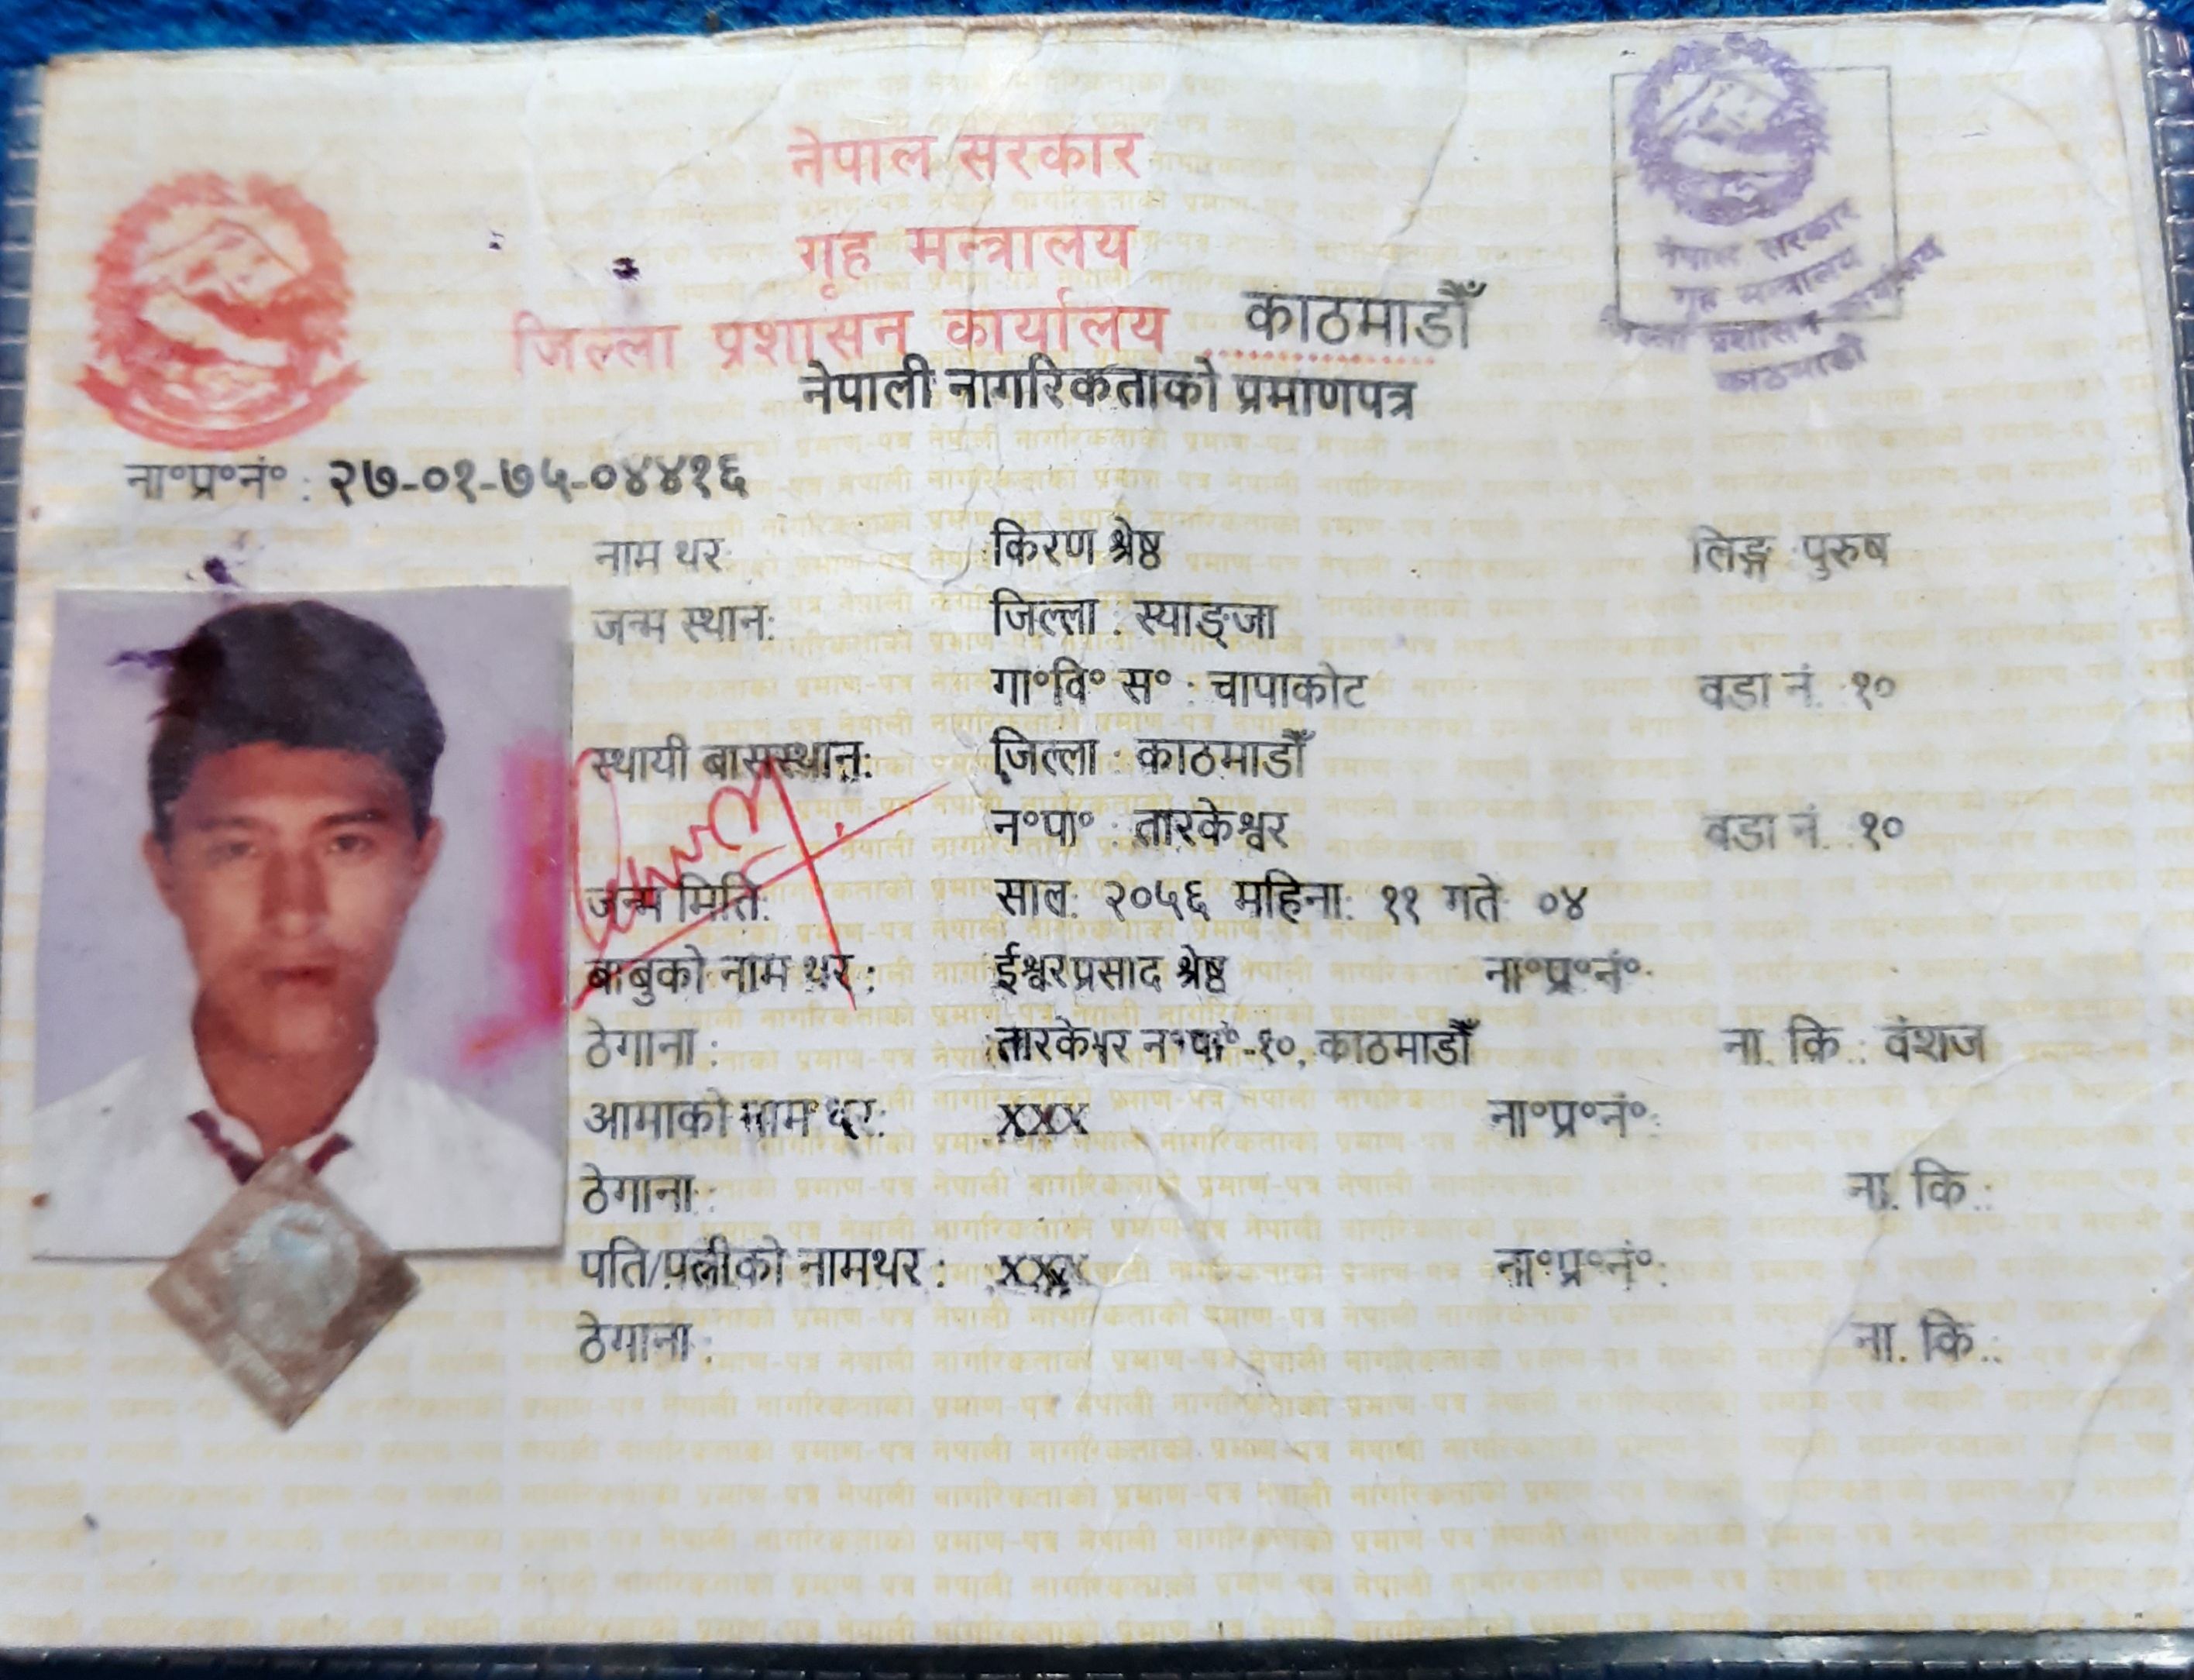 नेपाल सरकार
गृह मन्त्रालय
जिल्ला प्रशासन कार्यालय काठमाडौँ
नेपाली नागरिकताको प्रमाणपत्र
नेपाल सरकार
गृह मन्त्रालय
जिल्ला प्रशासन कार्यालय
काठमाडौं
ना॰प्र॰नं॰ : २७-०१-७५-०४४१६
नाम थर: किरण श्रेष्ठ लिङ्ग : पुरुष
जन्म स्थान: जिल्ला : स्याङ्जा
गा॰वि॰ स॰ : चापाकोट वडा नं. : १०
स्थायी बासस्थान: जिल्ला : काठमाडौँ
न॰पा॰ : तारकेश्वर वडा नं. : १०
जन्म मिति: साल: २०५६ महिना: ११ गते: ०४
बाबुको नाम थर : ईश्वरप्रसाद श्रेष्ठ ना॰प्र॰नं॰:
ठेगाना : तारकेश्वर न॰पा॰-१०, काठमाडौँ ना. कि .: वंशज
आमाको नाम थर: xxx ना॰प्र॰नं॰:
ठेगाना : ना. कि .:
पति/पत्नीको नामथर : xxx ना॰प्र॰नं॰:
ठेगाना : ना. कि .: